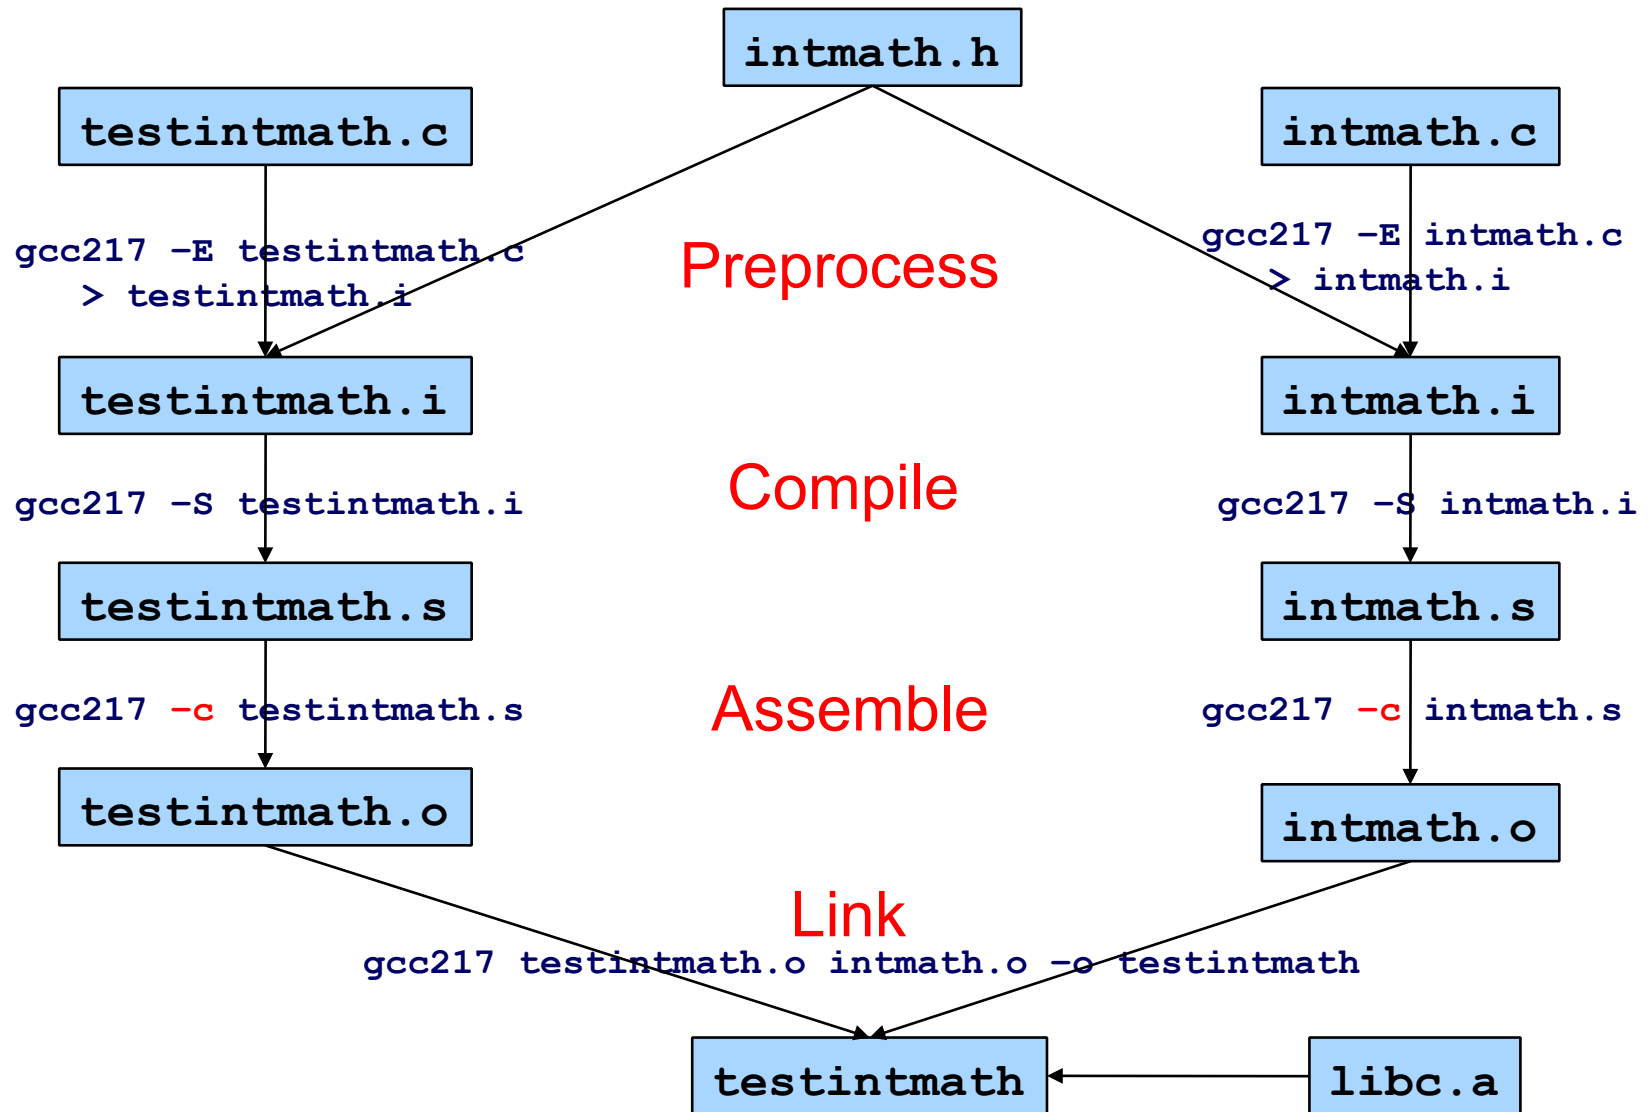 intmath.h
testintmath.c
intmath.c
gcc217 –E testintmath.c
> testintmath.i
Preprocess
gcc217 –E intmath.c
> intmath.i
testintmath.i
intmath.i
gcc217 –S testintmath.i
Compile
gcc217 –S intmath.i
testintmath.s
intmath.s
gcc217 –c testintmath.s
Assemble
gcc217 –c intmath.s
testintmath.o
intmath.o
Link
gcc217 testintmath.o intmath.o –o testintmath
testintmath
libc.a